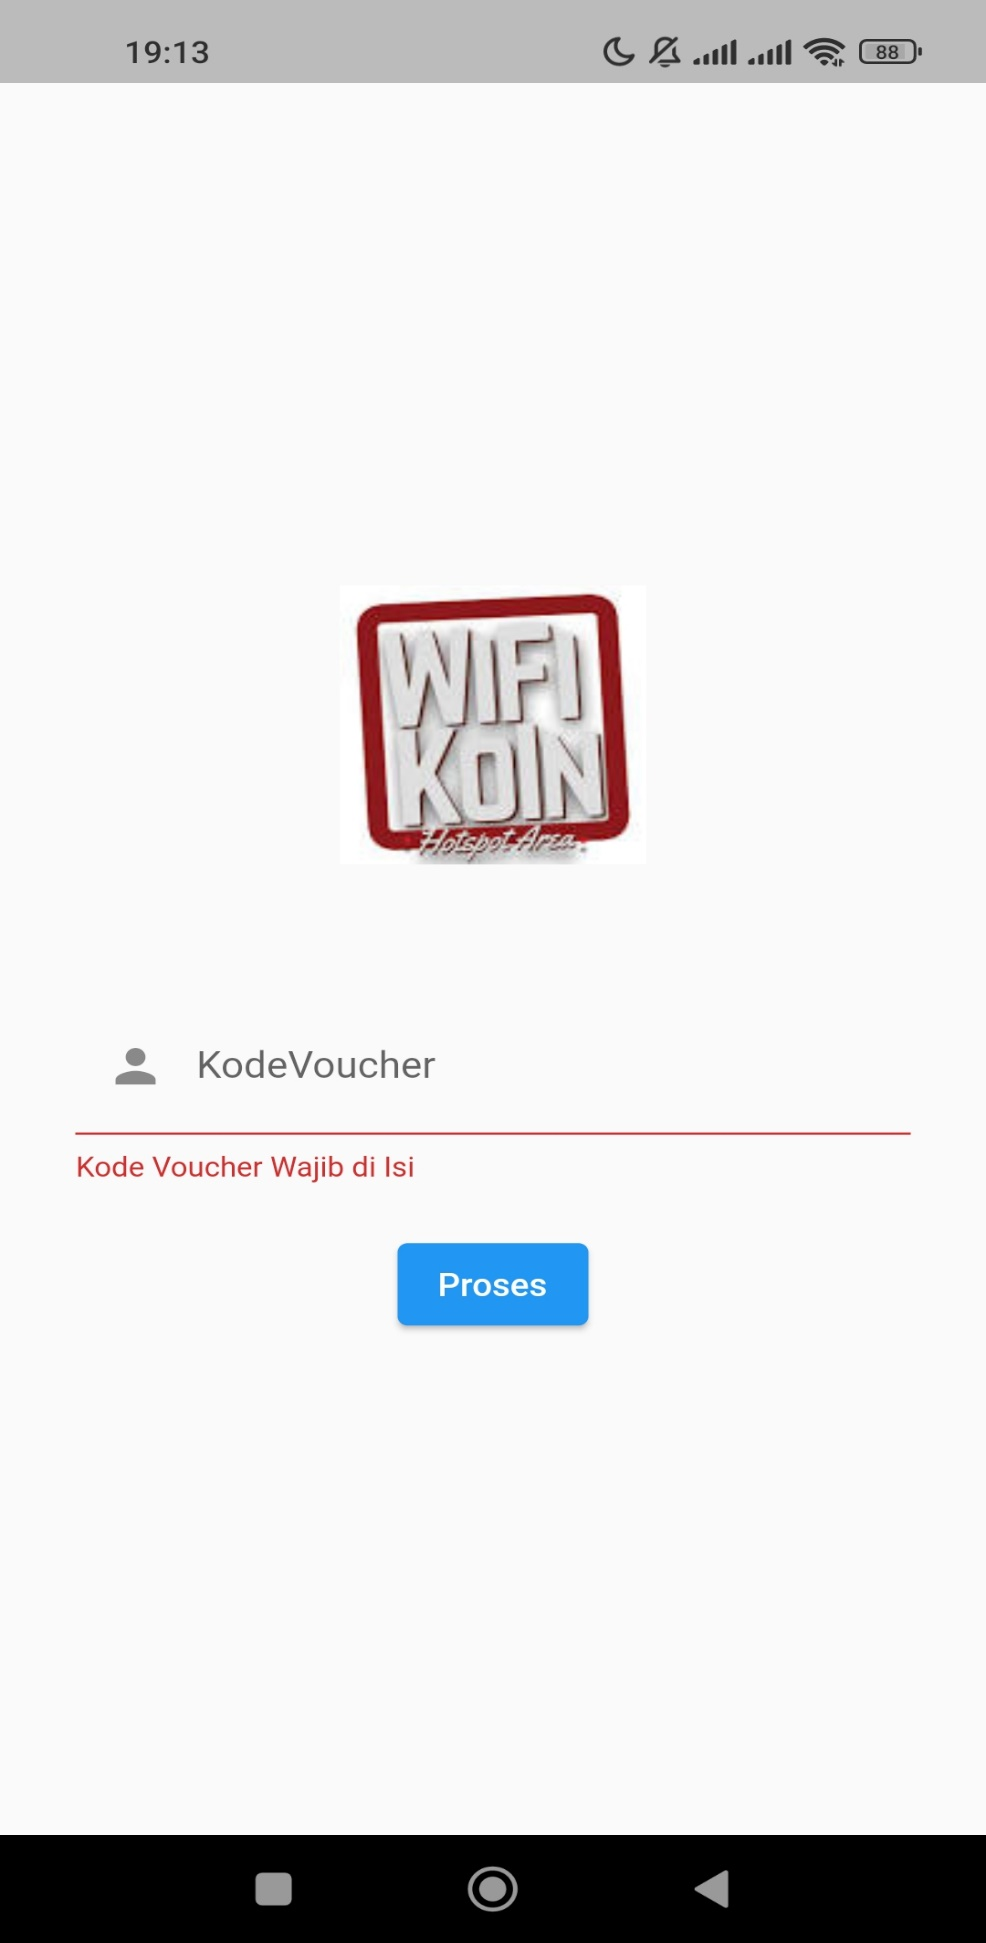 19:13
88
WIFI
KOIN
Hotspot Area
KodeVoucher
Kode Voucher Wajib di Isi
Proses